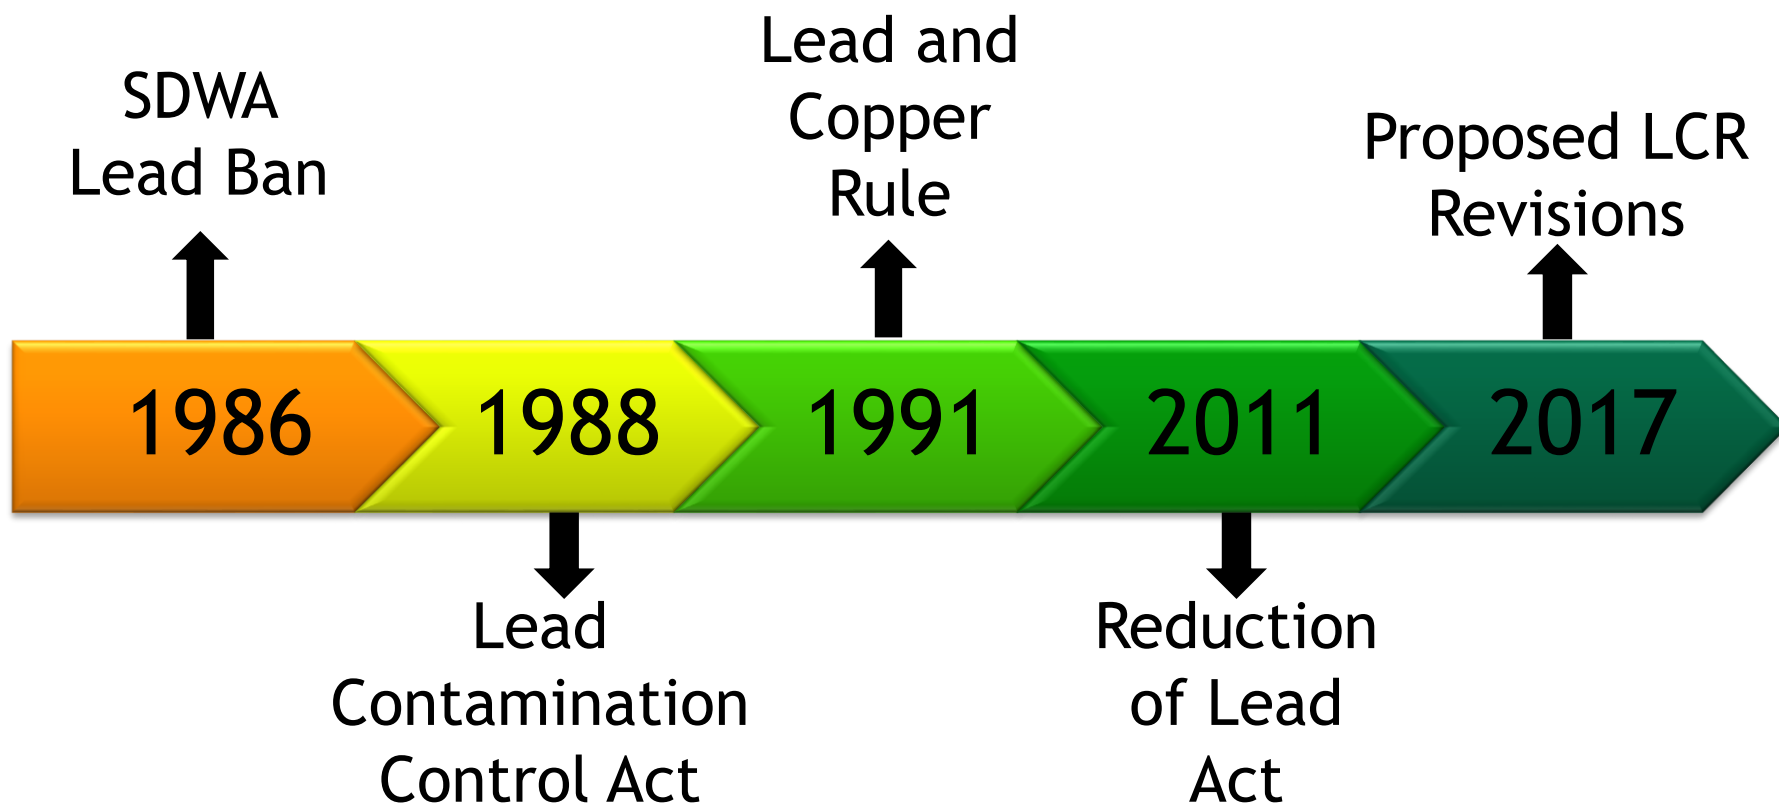 SDWA
Lead Ban
Lead and
Copper
Rule
Proposed LCR
Revisions
1986
1988
1991
2011
2017
Lead
Contamination
Control Act
Reduction
of Lead
Act